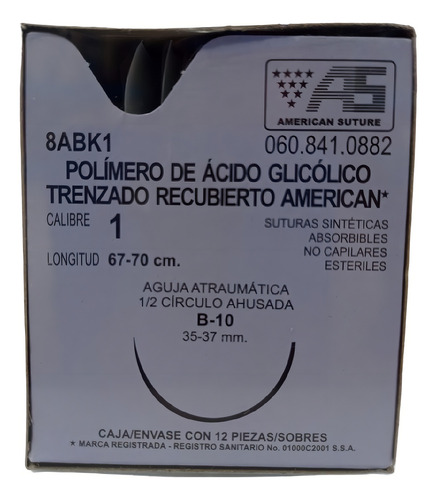 AS
AMERICAN SUTURE
8ABK1 060.841.0882
POLÍMERO DE ÁCIDO GLICÓLICO
TRENZADO RECUBIERTO AMERICAN*
CALIBRE 1
LONGITUD 67-70 cm.
SUTURAS SINTÉTICAS
ABSORBIBLES
NO CAPILARES
ESTERILES
AGUJA ATRAUMÁTICA
1/2 CÍRCULO AHUSADA
B-10
35-37 mm.
CAJA/ENVASE CON 12 PIEZAS/SOBRES
* MARCA REGISTRADA - REGISTRO SANITARIO No. 01000C2001 S.S.A.